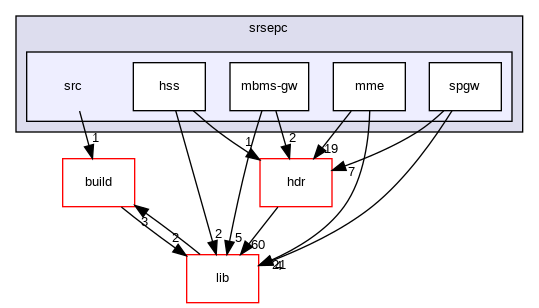 srsepc
src
hss
mbms-gw
mme
spgw
1
2
1
19
7
build
hdr
3
2
2
5
60
21
lib